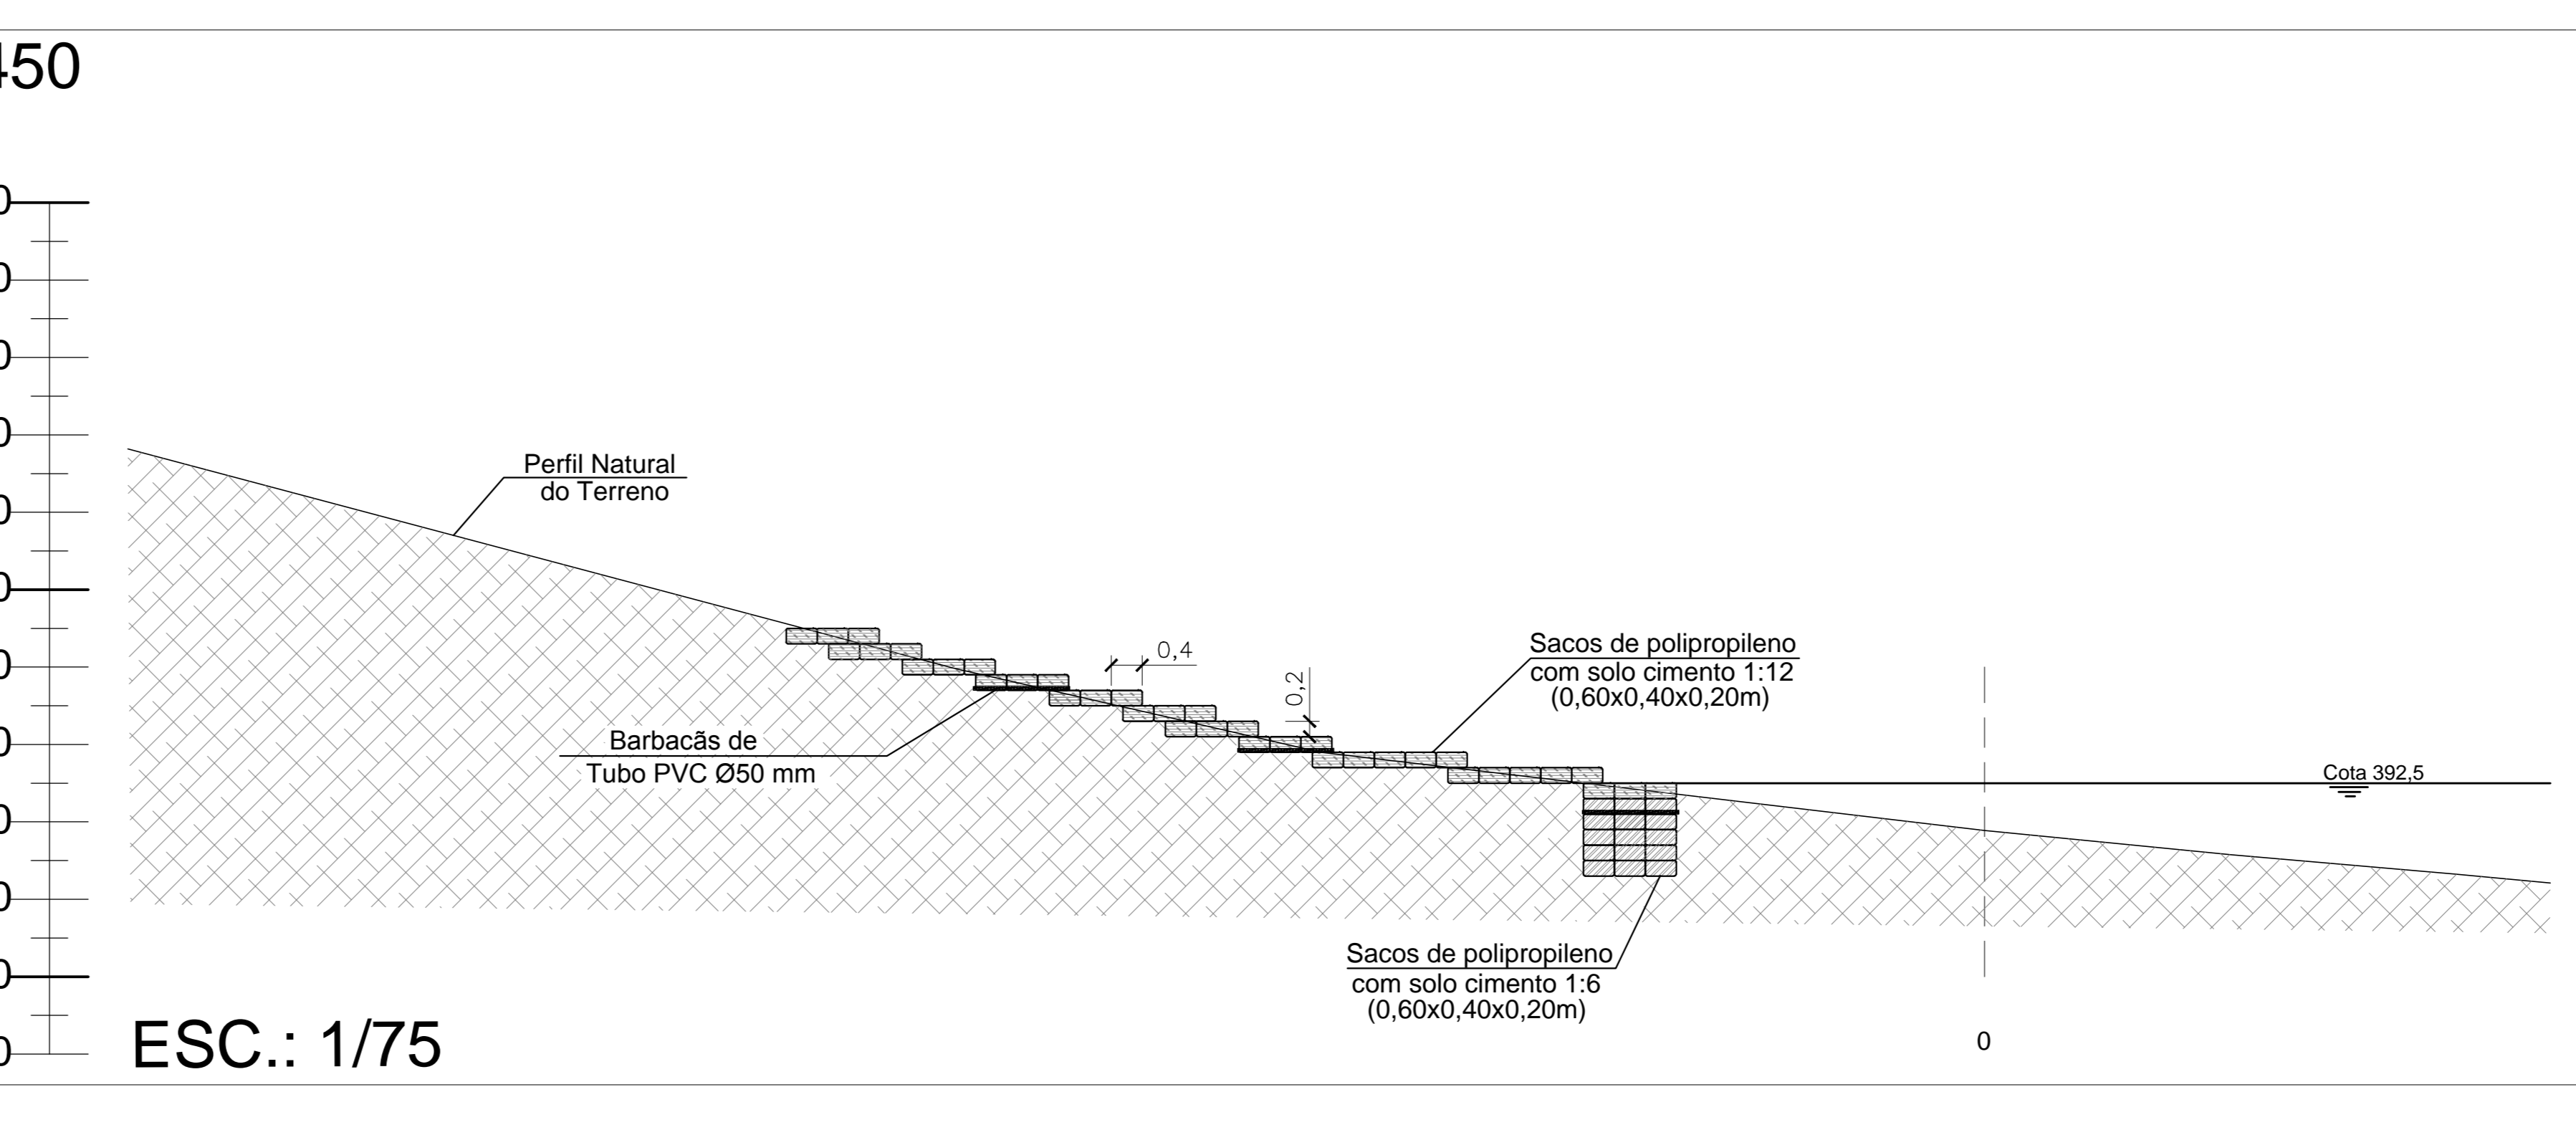 450
Perfil Natural
do Terreno
0,4
0,2
Sacos de polipropileno
com solo cimento 1:12
(0,60x0,40x0,20m)
Barbacãs de
Tubo PVC Ø50 mm
Cota 392,5
Sacos de polipropileno
com solo cimento 1:6
(0,60x0,40x0,20m)
ESC.: 1/75
0